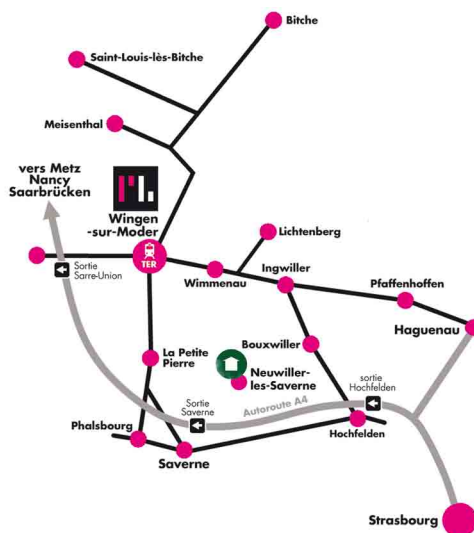 Bitche
Saint-Louis-lès-Bitche
Meisenthal
vers Metz
Nancy
Saarbrücken
Wingen
-sur-Moder
Lichtenberg
TER
Sortie
Sarre-Union
Wimmenau
Ingwiller
Pfaffenhoffen
Haguenau
Bouxwiller
La Petite
Pierre
Neuwiller-
les-Saverne
sortie
Hochfelden
Sortie
Saverne
Autoroute A4
Phalsbourg
Hochfelden
Saverne
Strasbourg